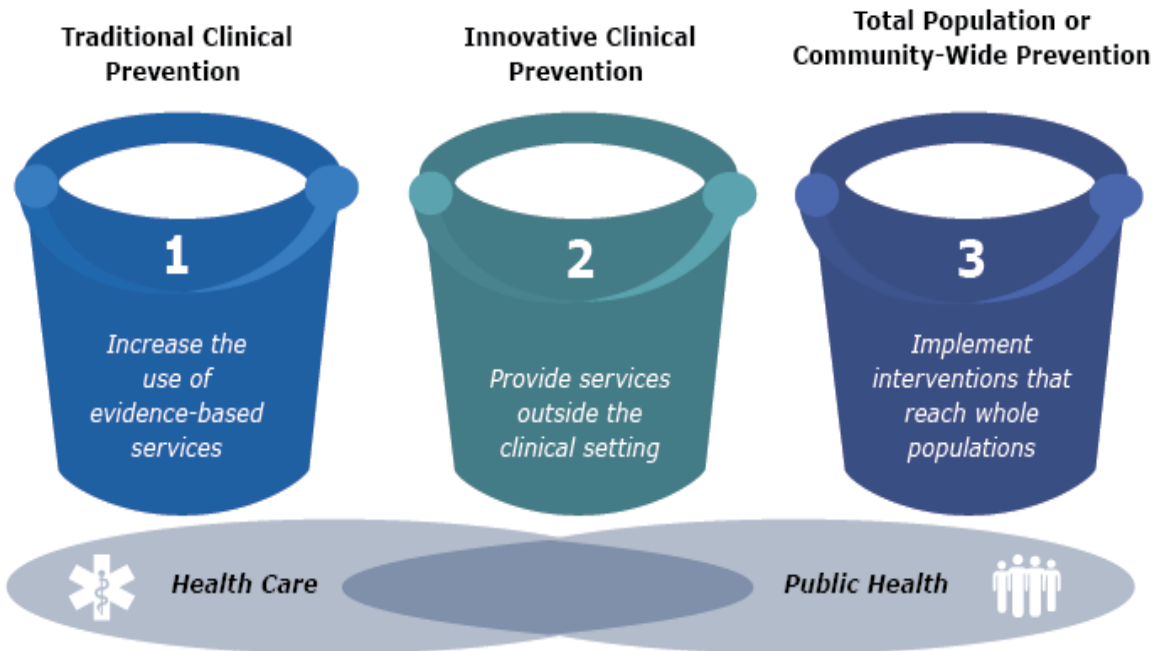 Traditional Clinical
Prevention
Innovative Clinical
Prevention
Total Population or
Community-Wide Prevention
1
Increase the
use of
evidence-based
services
2
Provide services
outside the
clinical setting
3
Implement
interventions that
reach whole
populations
Health Care
Public Health